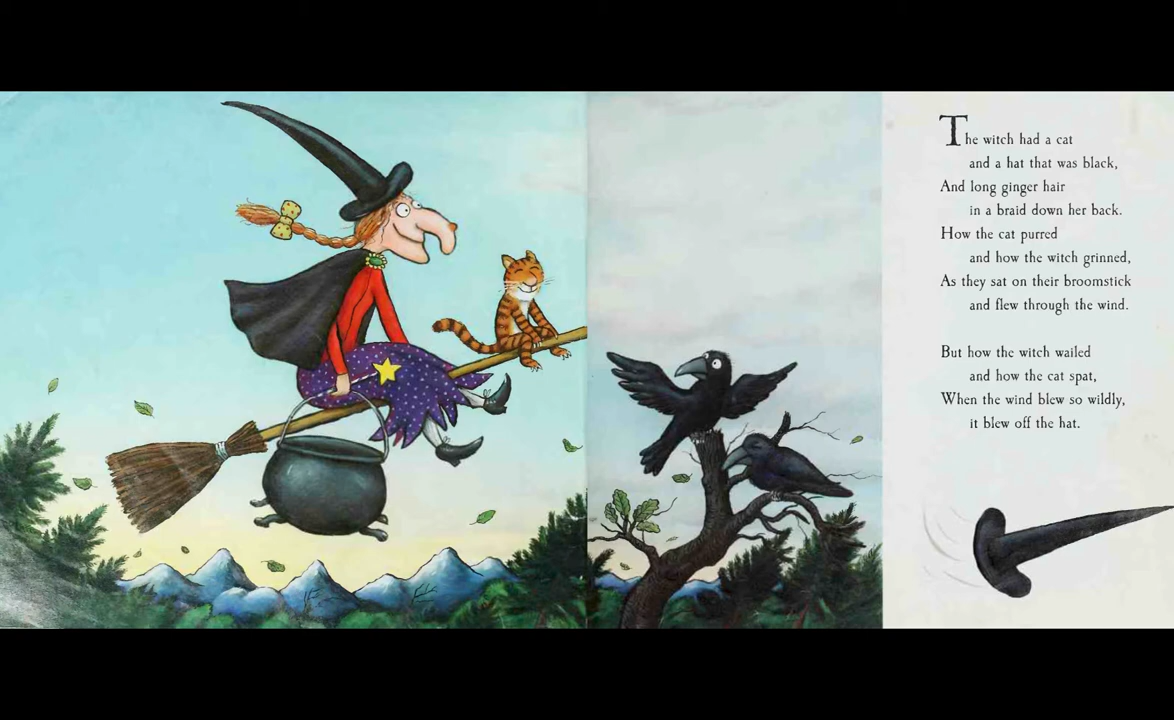 The witch had a cat
and a hat that was black,
And long ginger hair
in a braid down her back.
How the cat purred
and how the witch grinned,
As they sat on their broomstick
and flew through the wind.
But how the witch wailed
and how the cat spat,
When the wind blew so wildly,
it blew off the hat.